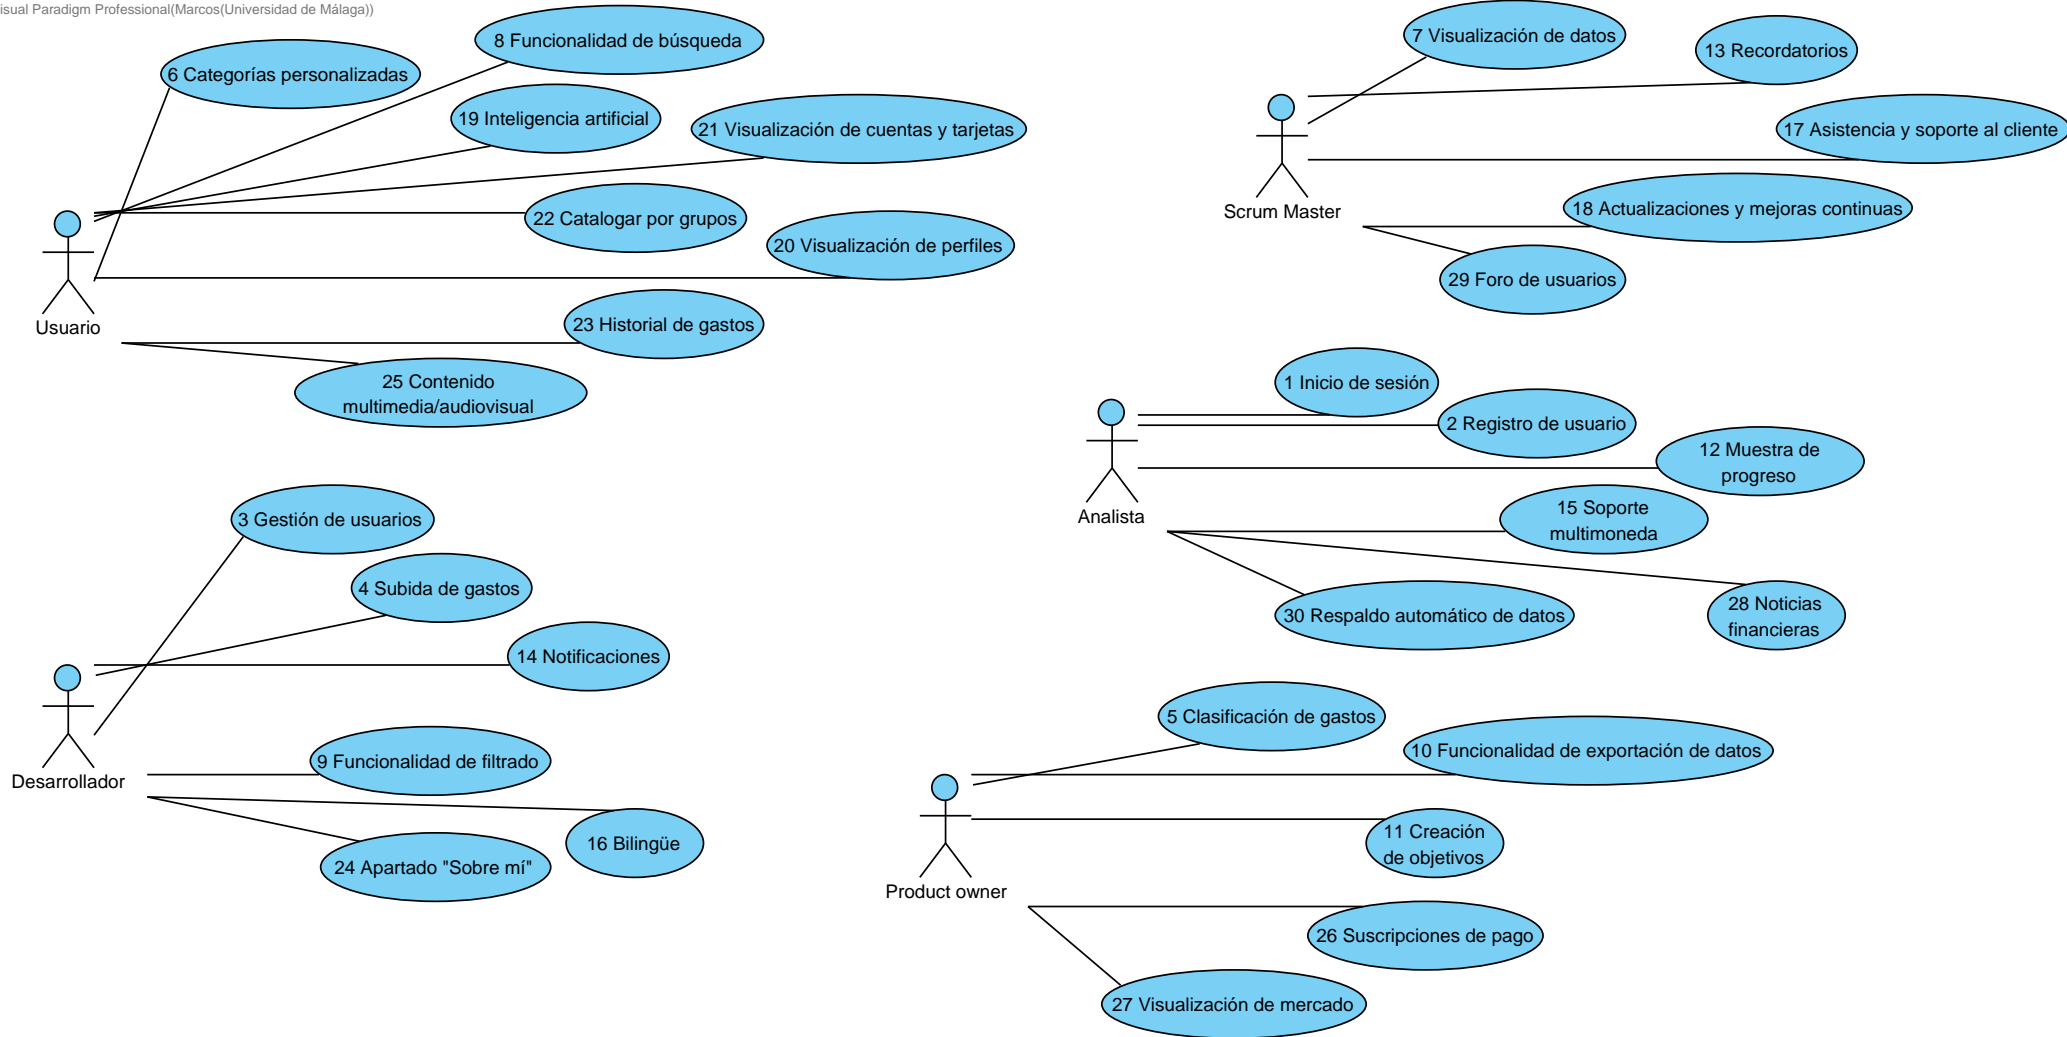 isual Paradigm Professional(Marcos(Universidad de Málaga))
6 Categorías personalizadas
8 Funcionalidad de búsqueda
19 Inteligencia artificial
21 Visualización de cuentas y tarjetas
22 Catalogar por grupos
20 Visualización de perfiles
Usuario
23 Historial de gastos
25 Contenido
multimedia/audiovisual
7 Visualización de datos
13 Recordatorios
17 Asistencia y soporte al cliente
Scrum Master
18 Actualizaciones y mejoras continuas
29 Foro de usuarios
1 Inicio de sesión
2 Registro de usuario
12 Muestra de
progreso
Analista
15 Soporte
multimoneda
30 Respaldo automático de datos
28 Noticias
financieras
3 Gestión de usuarios
4 Subida de gastos
14 Notificaciones
Desarrollador
9 Funcionalidad de filtrado
16 Bilingüe
24 Apartado "Sobre mí"
5 Clasificación de gastos
10 Funcionalidad de exportación de datos
11 Creación
de objetivos
Product owner
26 Suscripciones de pago
27 Visualización de mercado